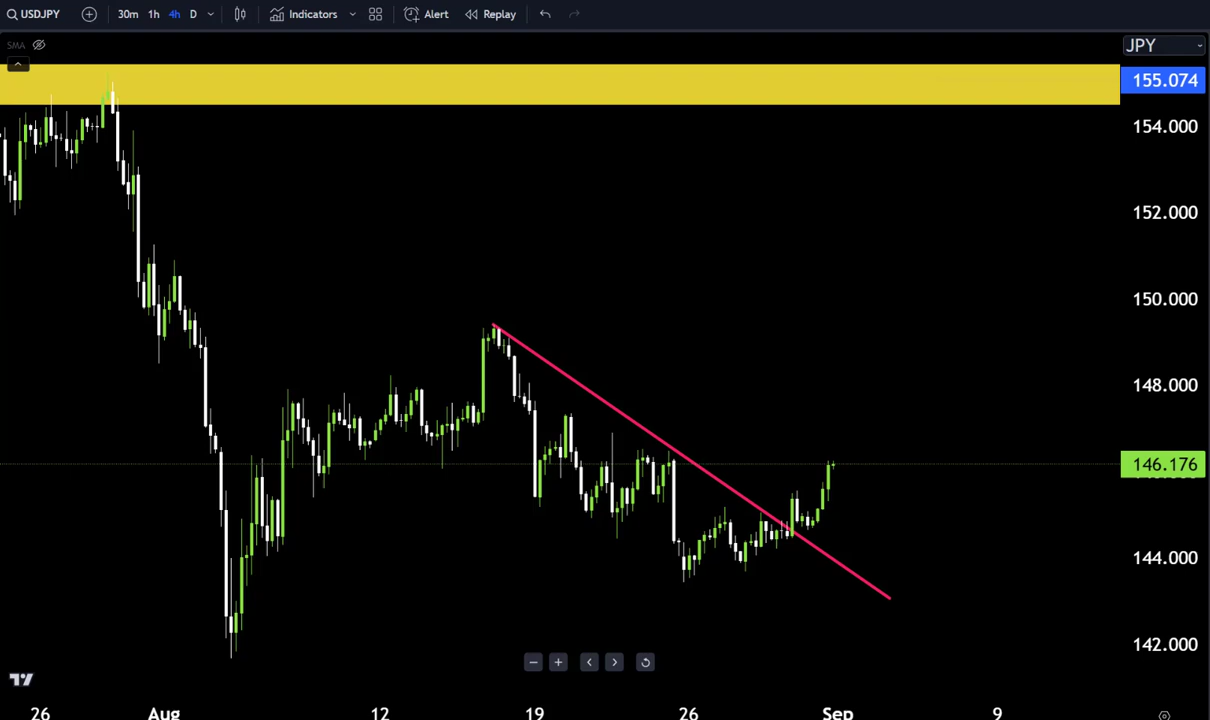 USDJPY 30m 1h 4h D Indicators Alert Replay
SMA
JPY
155.074
154.000
152.000
150.000
148.000
146.176
144.000
142.000
26 Aug 12 19 26 Sep 9